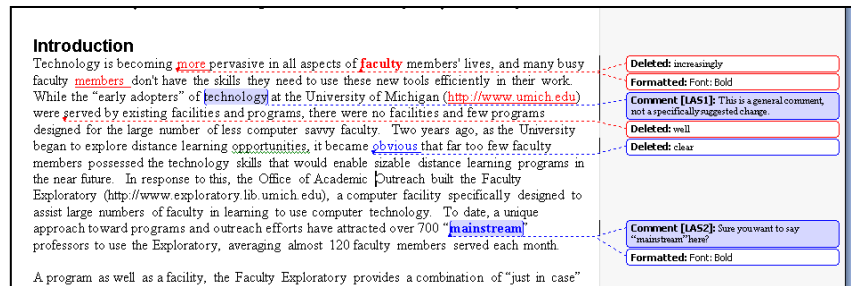 Introduction
Technology is becoming more pervasive in all aspects of faculty members' lives, and many busy
faculty members don't have the skills they need to use these new tools efficiently in their work.
While the “early adopters” of technology at the University of Michigan (http://www.umich.edu)
were served by existing facilities and programs, there were no facilities and few programs
designed for the large number of less computer savvy faculty. Two years ago, as the University
began to explore distance learning opportunities, it became obvious that far too few faculty
members possessed the technology skills that would enable sizable distance learning programs in
the near future. In response to this, the Office of Academic Outreach built the Faculty
Exploratory (http://www.exploratory.lib.umich.edu), a computer facility specifically designed to
assist large numbers of faculty in learning to use computer technology. To date, a unique
approach toward programs and outreach efforts have attracted over 700 “mainstream”
professors to use the Exploratory, averaging almost 120 faculty members served each month.
A program as well as a facility, the Faculty Exploratory provides a combination of “just in case”
Deleted: increasingly
Formatted: Font: Bold
Comment [LAS1]: This is a general comment,
not a specifically suggested change.
Deleted: well
Deleted: clear
Comment [LAS2]: Sure you want to say
“mainstream” here?
Formatted: Font: Bold